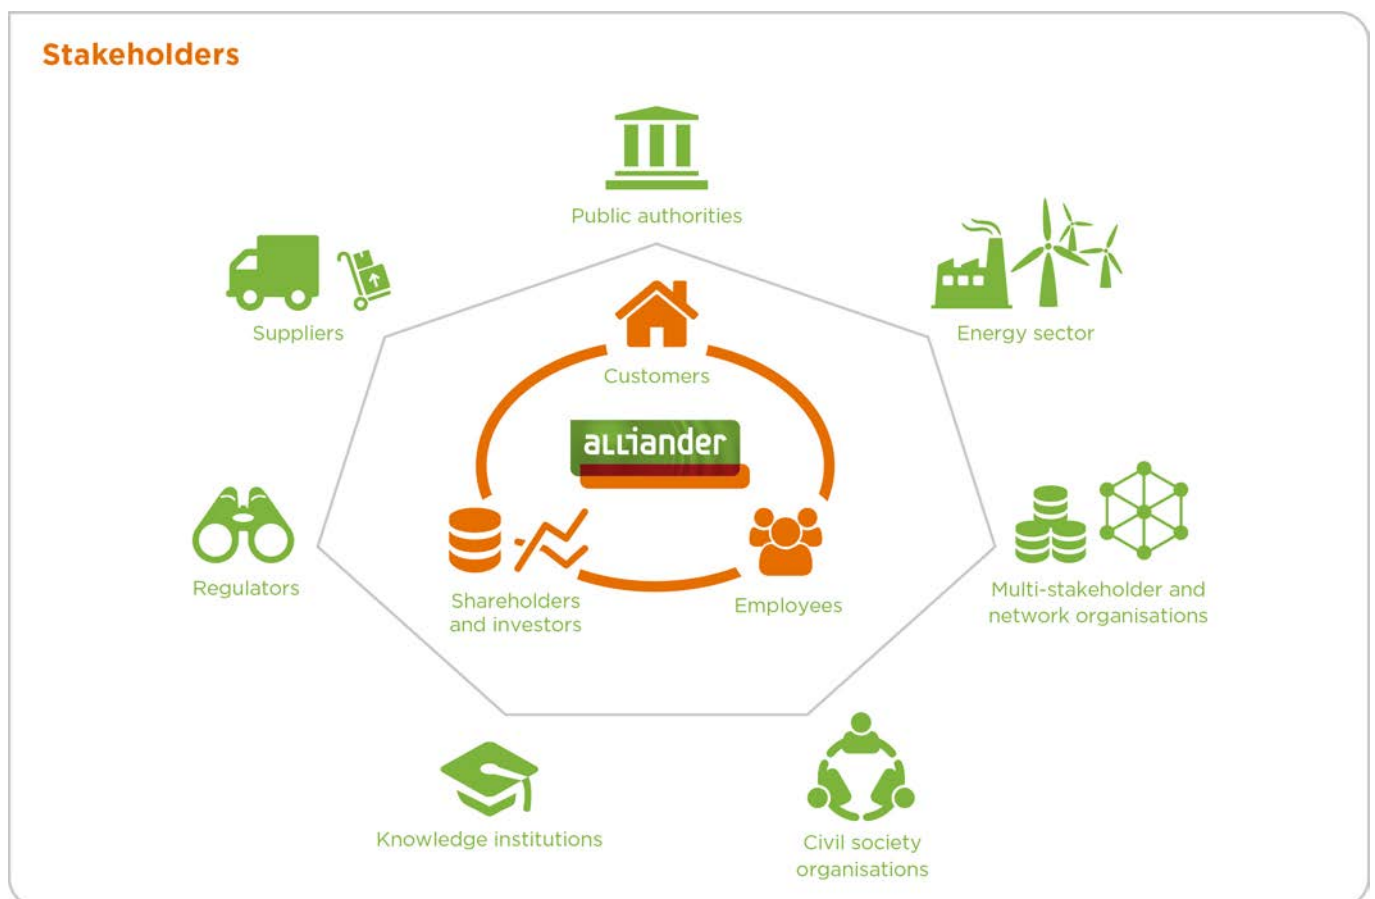 Stakeholders
Public authorities
Suppliers
Energy sector
Customers
alliander
Regulators
Shareholders
and investors
Employees
Multi-stakeholder and
network organisations
Knowledge institutions
Civil society
organisations